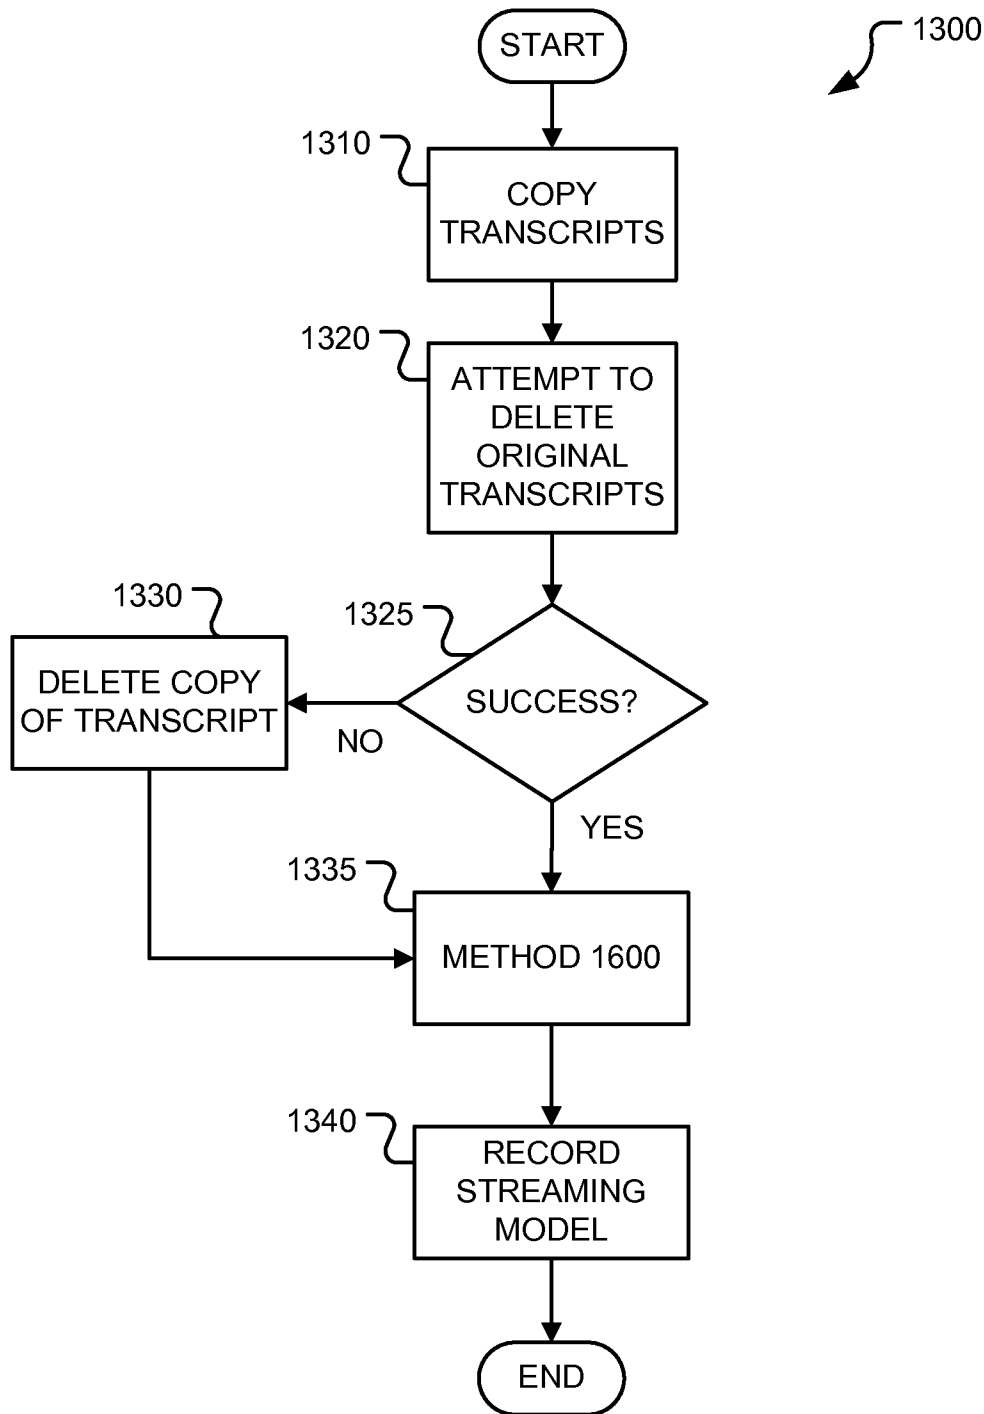 START
1300
1310
COPY
TRANSCRIPTS
1320
ATTEMPT TO
DELETE
ORIGINAL
TRANSCRIPTS
1330
1325
DELETE COPY
OF TRANSCRIPT
SUCCESS?
NO
YES
1335
METHOD 1600
1340
RECORD
STREAMING
MODEL
END